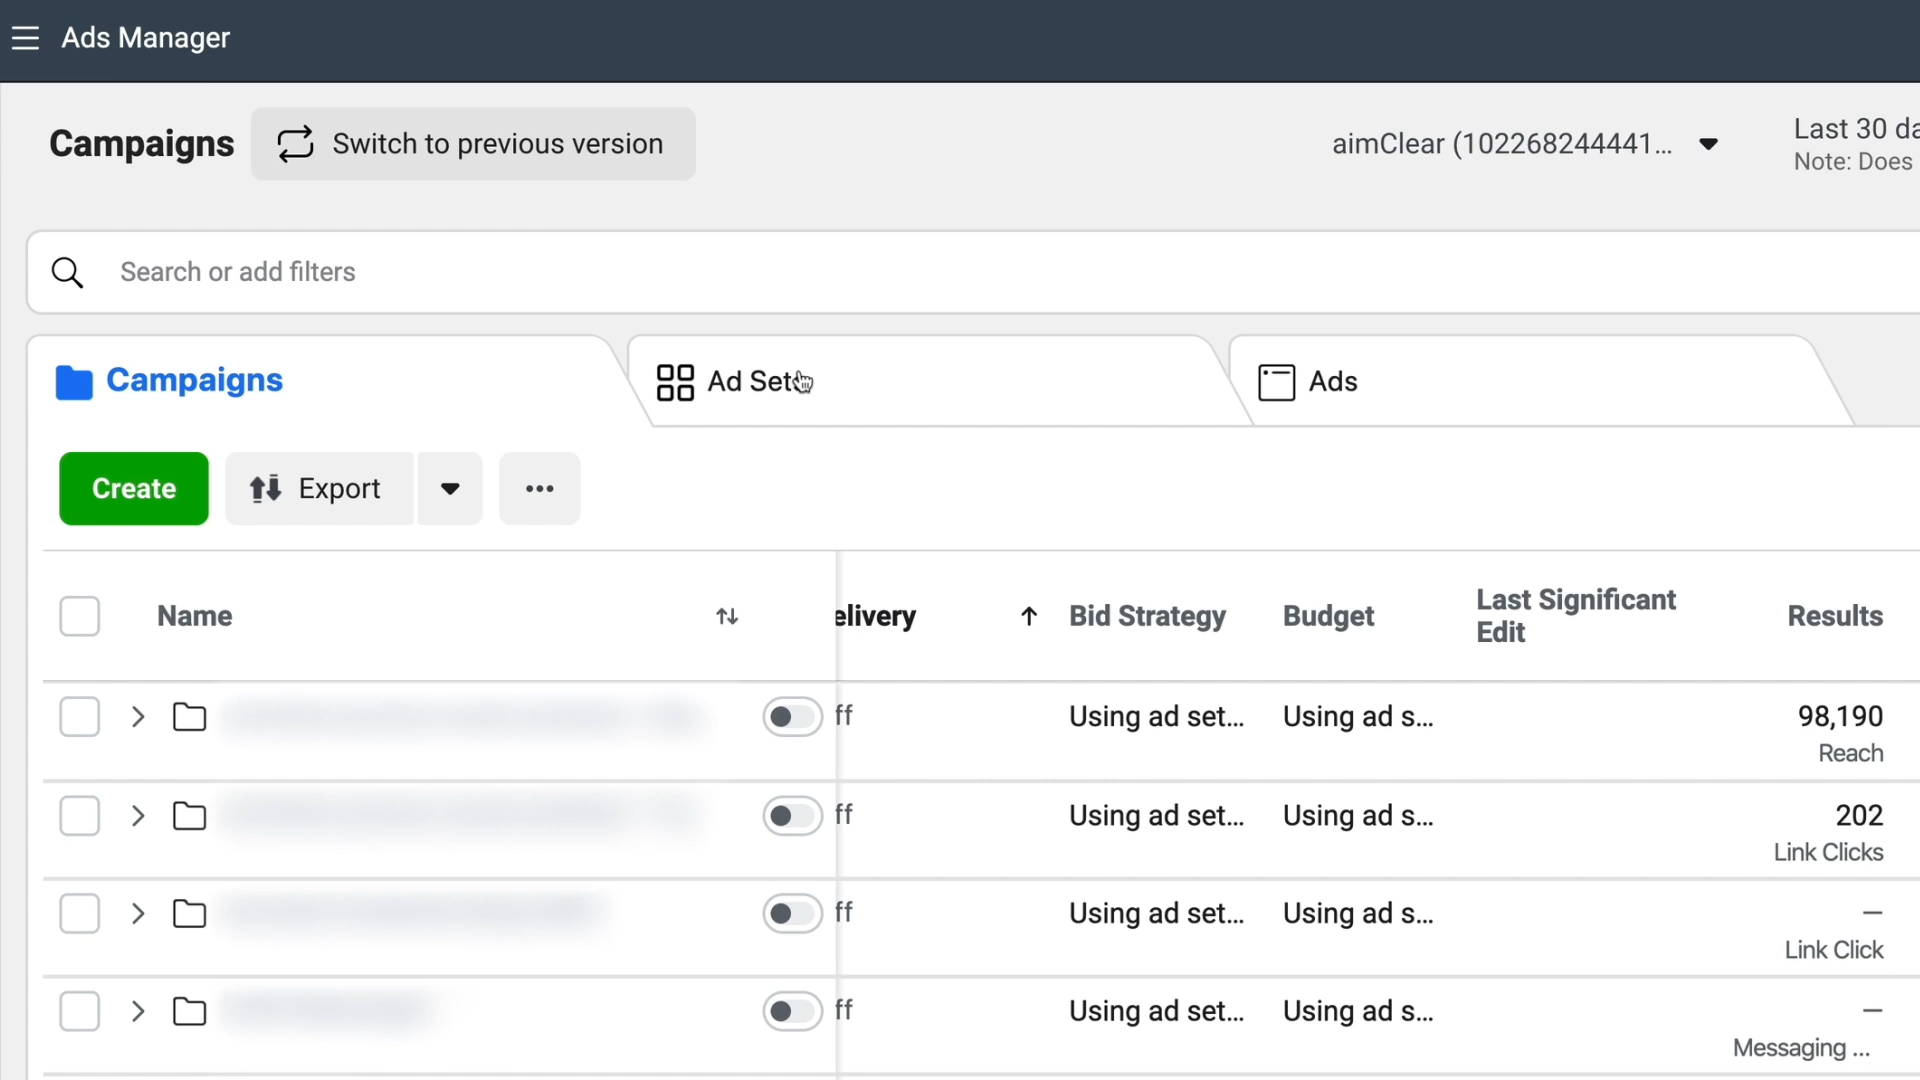 Ads Manager
Campaigns
Switch to previous version
aimClear (102268244441...
Last 30 da
Note: Does
Search or add filters
Campaigns
Ad Set
Ads
Create
Export
Name
elivery
Bid Strategy
Budget
Last Significant
Edit
Results
ff
Using ad set...
Using ad s...
98,190
Reach
ff
Using ad set...
Using ad s...
202
Link Clicks
ff
Using ad set...
Using ad s...
—
Link Click
ff
Using ad set...
Using ad s...
—
Messaging ...